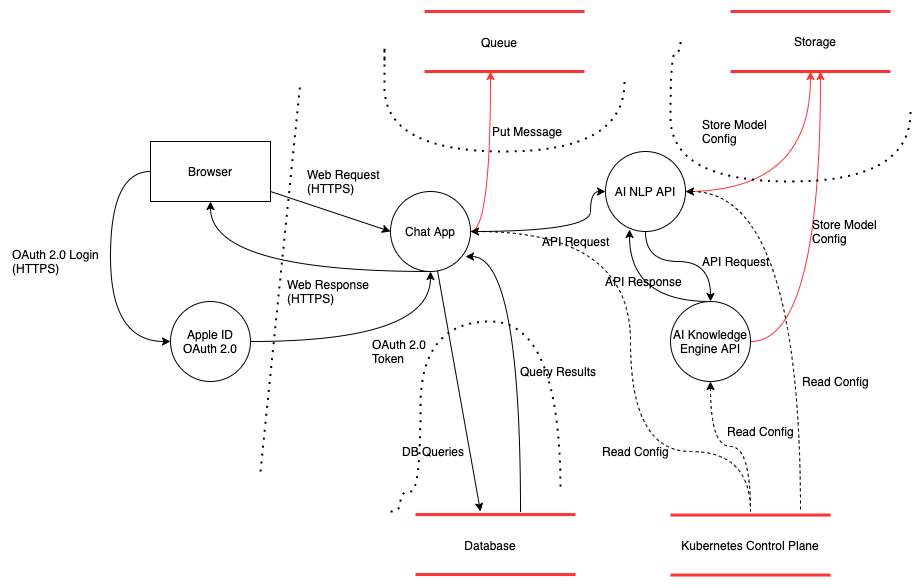 Queue
Storage
Put Message
Store Model
Config
Browser
Web Request
(HTTPS)
AI NLP API
Chat App
Store Model
Config
API Request
OAuth 2.0 Login
(HTTPS)
API Request
Web Response
(HTTPS)
API Response
Apple ID
OAuth 2.0
AI Knowledge
Engine API
OAuth 2.0
Token
Query Results
Read Config
Read Config
DB Queries
Read Config
Database
Kubernetes Control Plane